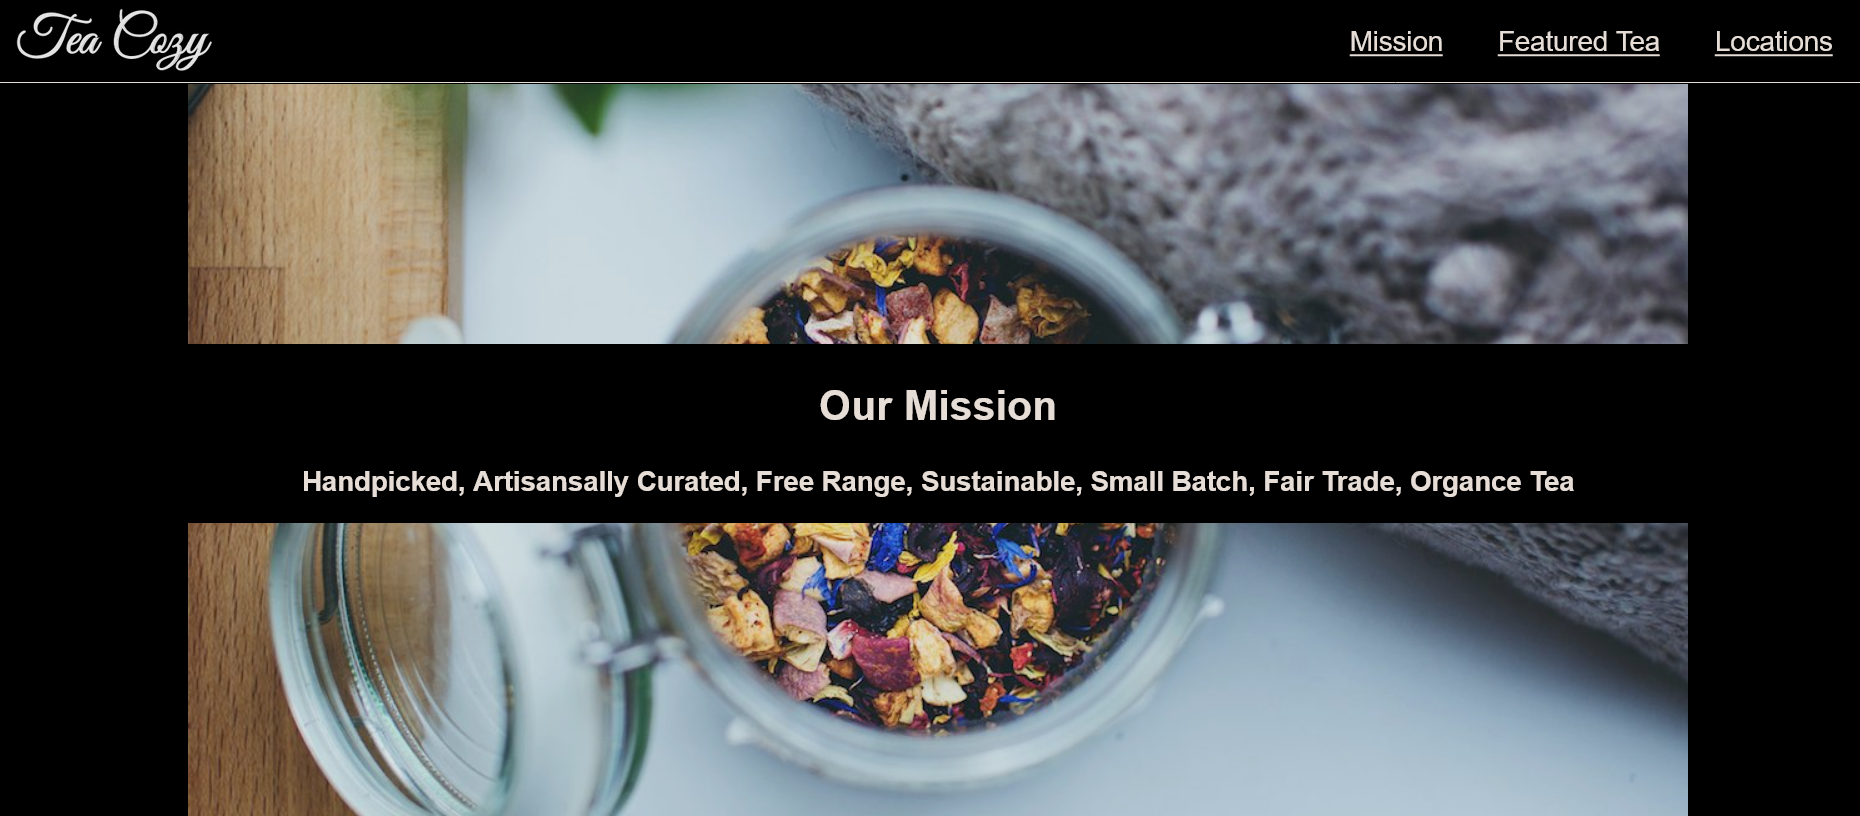 Tea Cozy
Mission
Featured Tea
Locations
Our Mission
Handpicked, Artisansally Curated, Free Range, Sustainable, Small Batch, Fair Trade, Organce Tea